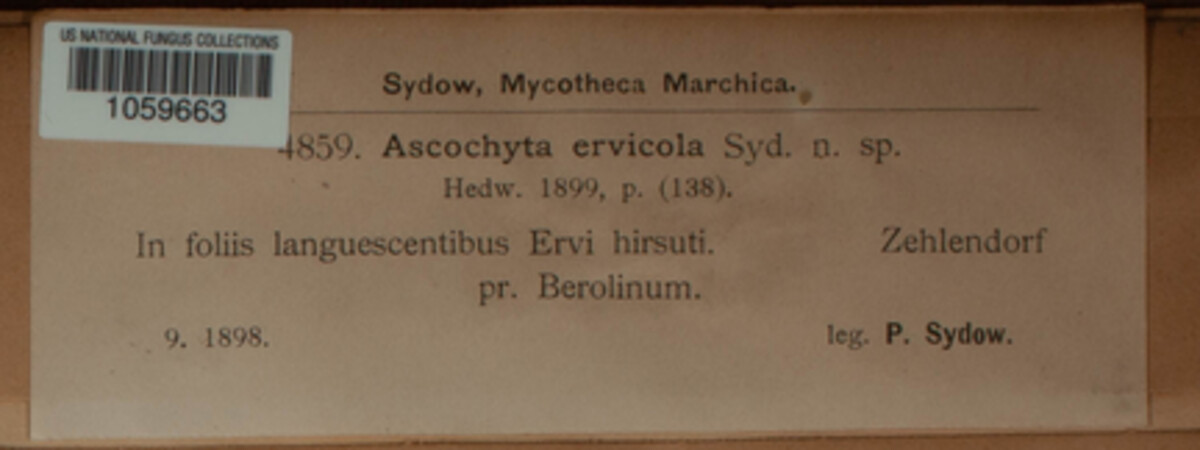 US NATIONAL FUNGUS COLLECTIONS
1059663
Sydow, Mycotheca Marchica.
4859. Ascochyta ervicola Syd. n. sp.
Hedw. 1899, p. (138).
In foliis languescentibus Ervi hirsuti. Zehlendorf
pr. Berolinum.
9. 1898. leg. P. Sydow.